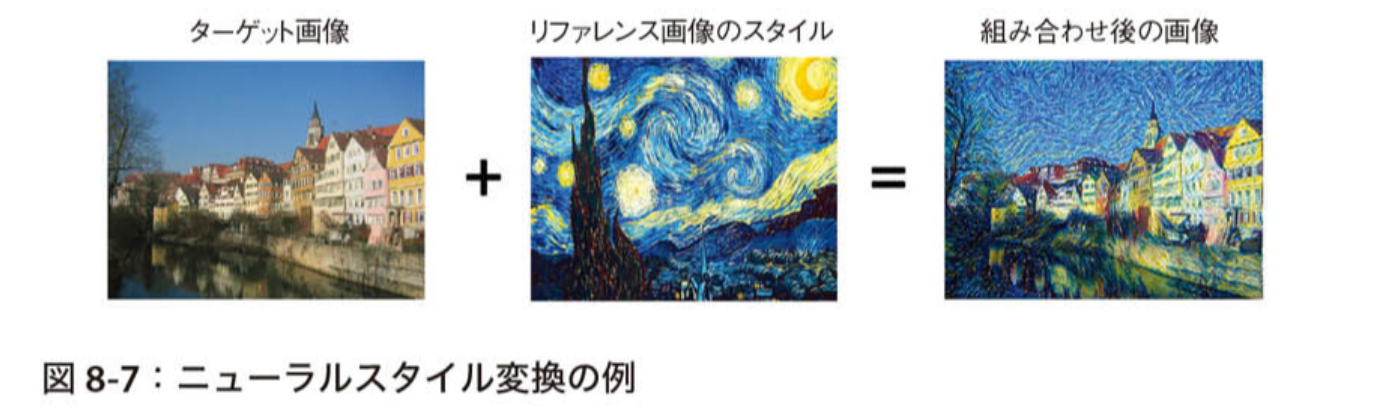 ターゲット画像
リファレンス画像のスタイル
組み合わせ後の画像
+
=
図 8-7：ニューラルスタイル変換の例